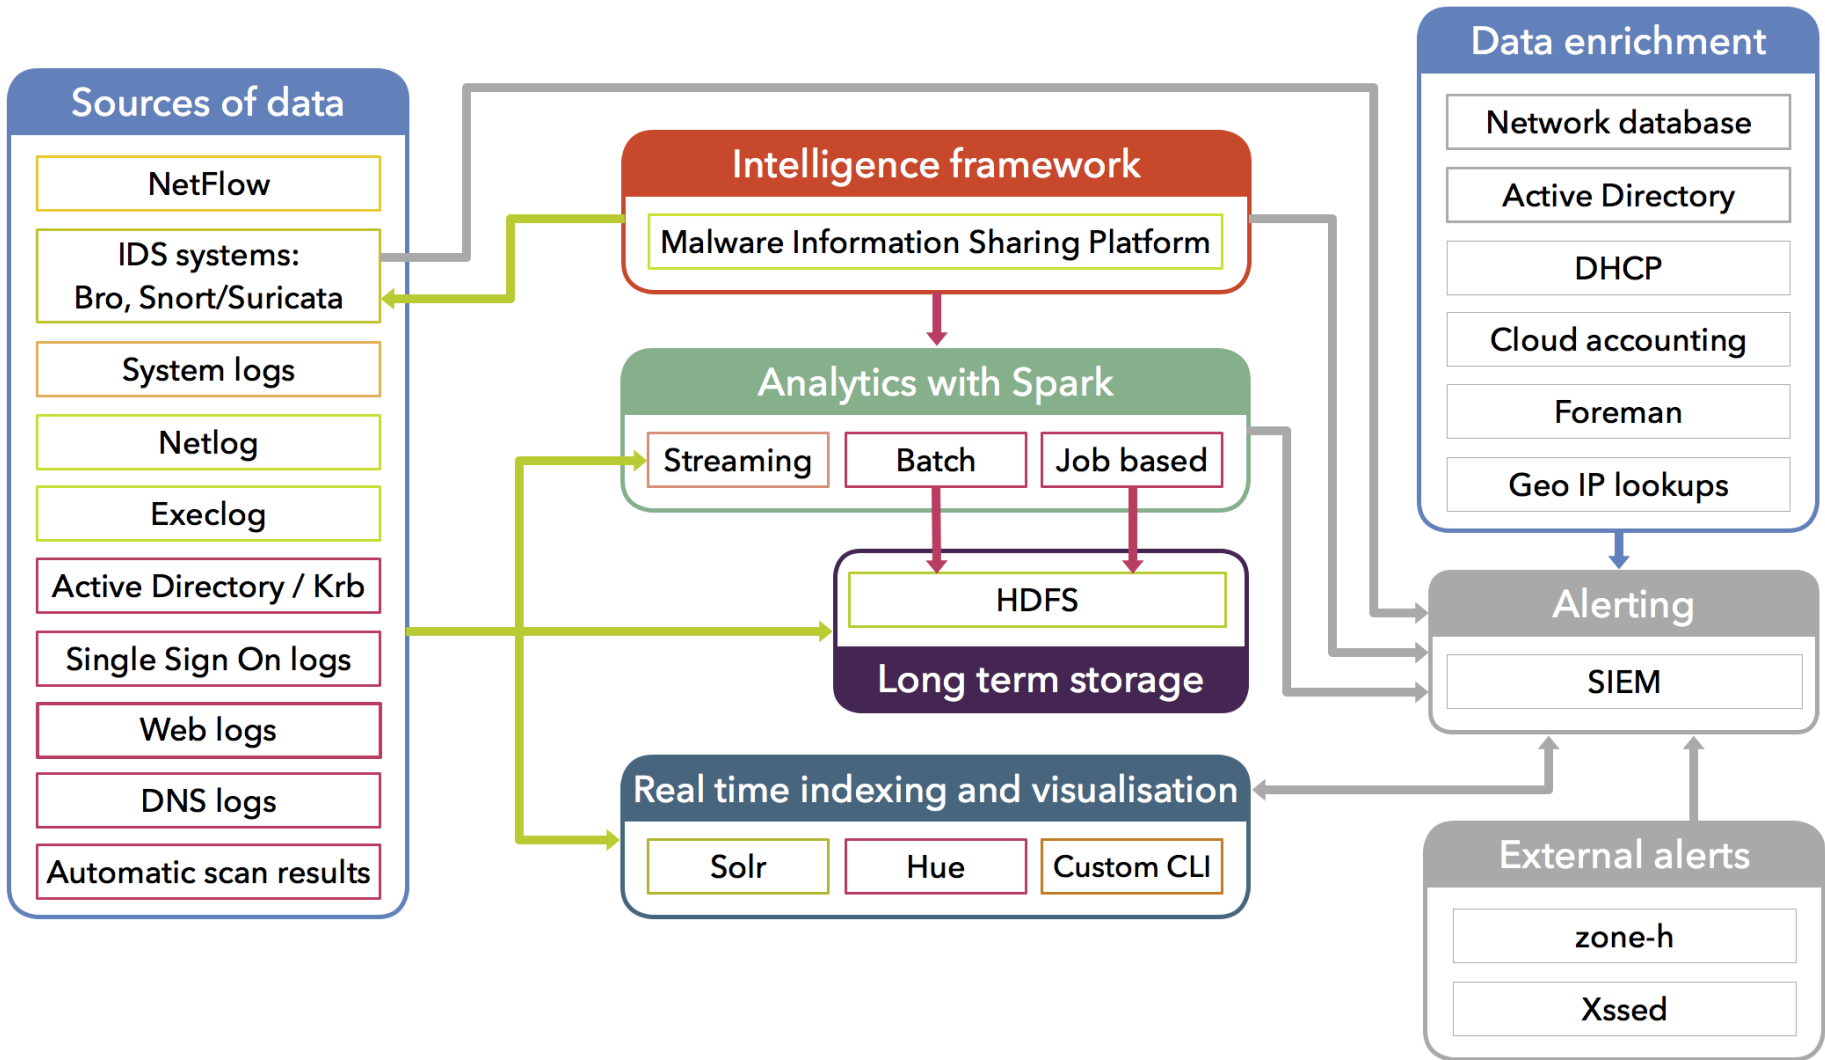 Sources of data
NetFlow
IDS systems:
Bro, Snort/Suricata
System logs
Netlog
Execlog
Active Directory / Krb
Single Sign On logs
Web logs
DNS logs
Automatic scan results
Intelligence framework
Malware Information Sharing Platform
Analytics with Spark
Streaming
Batch
Job based
HDFS
Long term storage
Real time indexing and visualisation
Solr
Hue
Custom CLI
Data enrichment
Network database
Active Directory
DHCP
Cloud accounting
Foreman
Geo IP lookups
Alerting
SIEM
External alerts
zone-h
Xssed